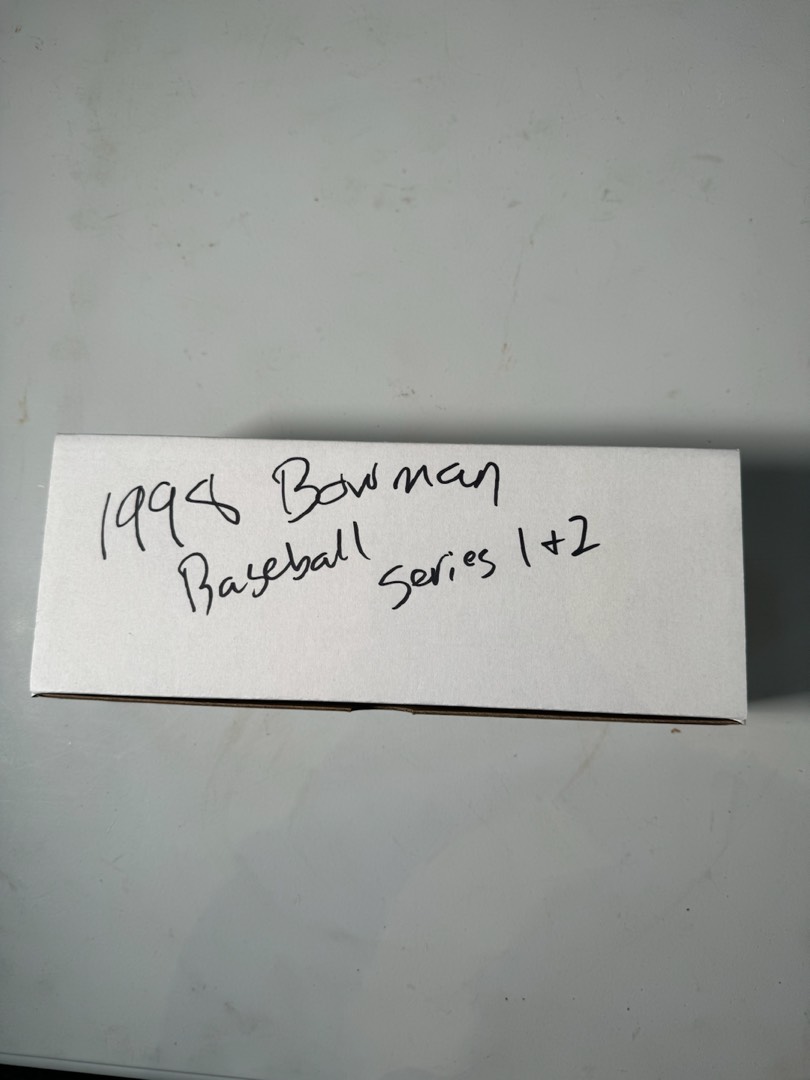 1998 Bowman
Baseball series 1+2